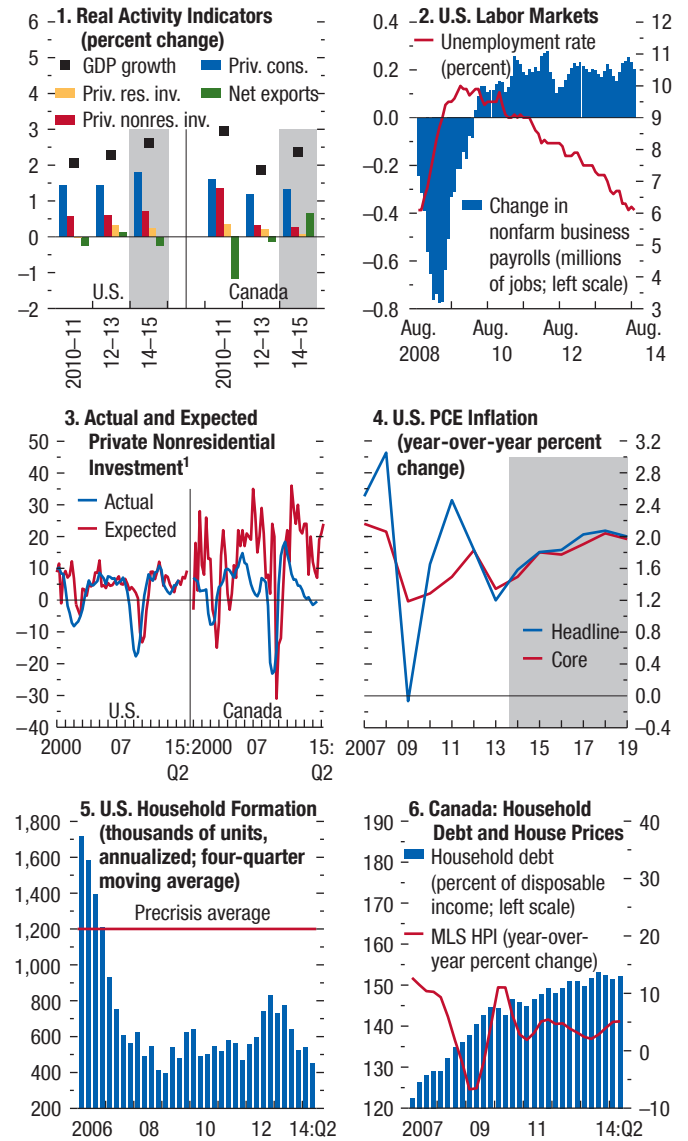 1. Real Activity Indicators
(percent change)
GDP growth
Priv. cons.
Priv. res. inv.
Net exports
Priv. nonres. inv.
6
5
4
3
2
1
0
−1
−2
U.S.
Canada
2010–11
12–13
14–15
2010–11
12–13
14–15
2. U.S. Labor Markets
Unemployment rate
(percent)
Change in
nonfarm business
payrolls (millions
of jobs; left scale)
0.4
0.2
0.0
−0.2
−0.4
−0.6
−0.8
12
11
10
9
8
7
6
5
4
3
Aug. Aug. Aug. Aug.
2008 10 12 14
3. Actual and Expected
Private Nonresidential
Investment1
Actual
Expected
50
40
30
20
10
0
−10
−20
−30
−40
U.S.
Canada
2000 07 15: 2000 07 15:
Q2 Q2
4. U.S. PCE Inflation
(year-over-year percent
change)
3.2
2.8
2.4
2.0
1.6
1.2
0.8
0.4
0.0
−0.4
Headline
Core
2007 09 11 13 15 17 19
5. U.S. Household Formation
(thousands of units,
annualized; four-quarter
moving average)
Precrisis average
1,800
1,600
1,400
1,200
1,000
800
600
400
200
2006 08 10 12 14:Q2
6. Canada: Household
Debt and House Prices
Household debt
(percent of disposable
income; left scale)
MLS HPI (year-over-
year percent change)
190
180
170
160
150
140
130
120
40
30
20
10
0
−10
2007 09 11 14:Q2